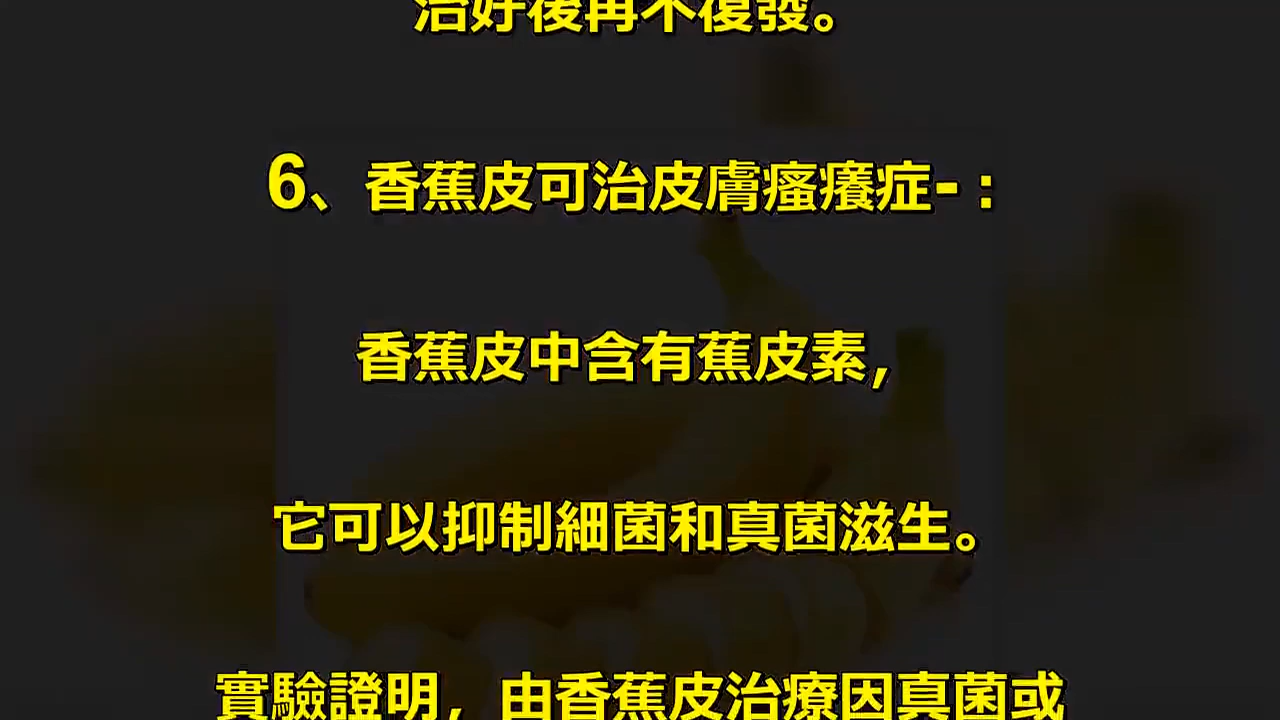 治好後再不復發。
6、香蕉皮可治皮膚瘙癢症-：
香蕉皮中含有蕉皮素，
它可以抑制細菌和真菌滋生。
實驗證明，由香蕉皮治療因真菌或